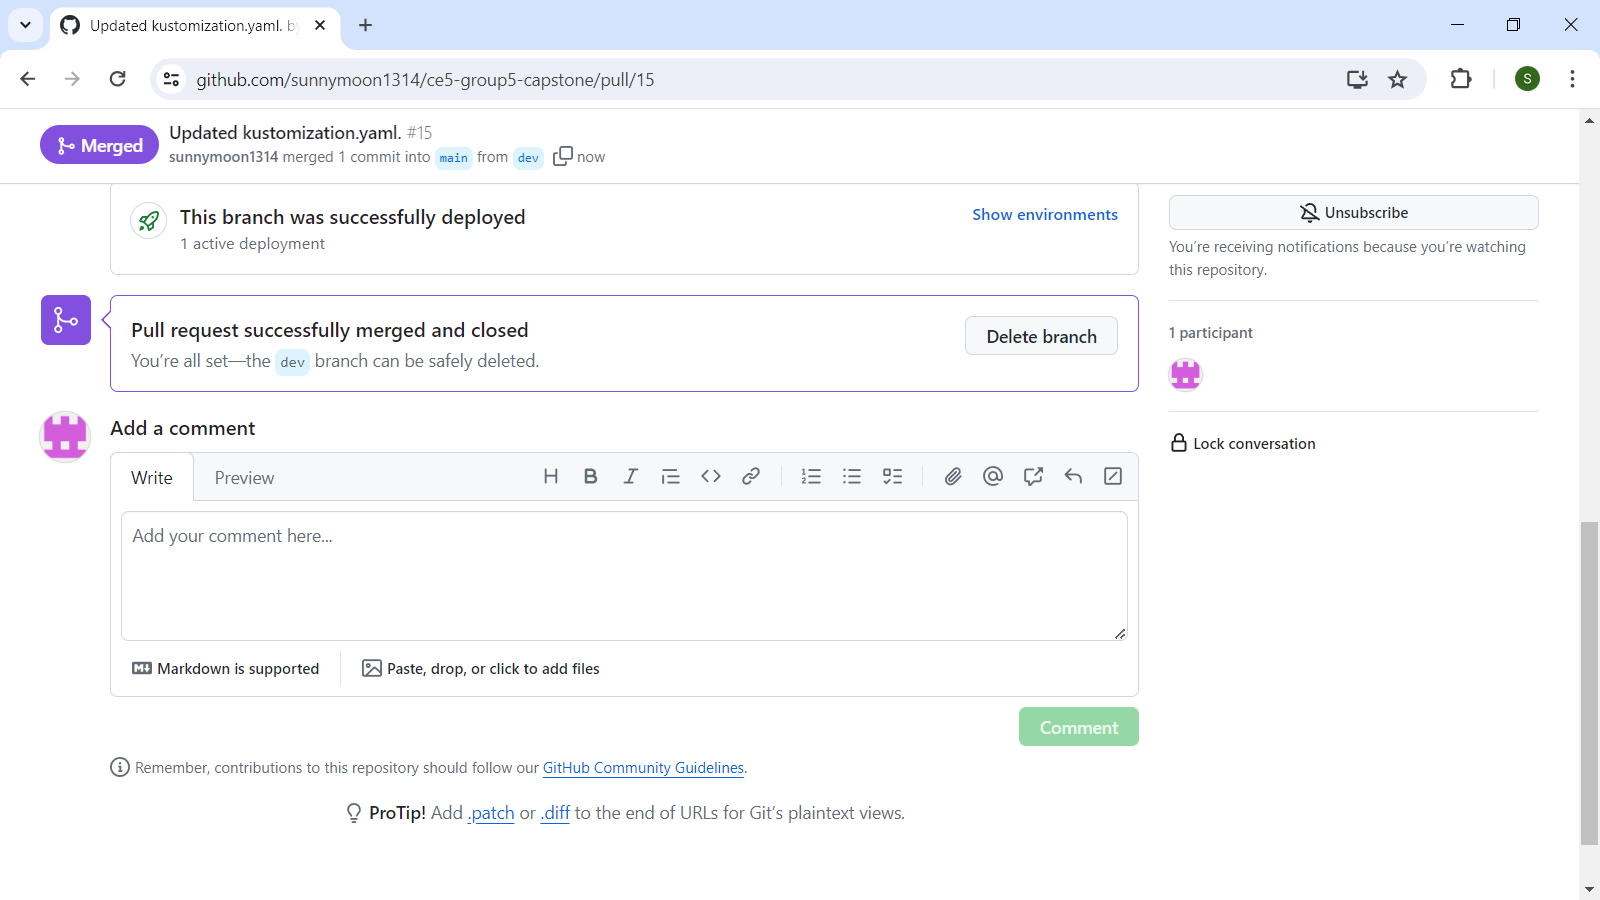 Updated kustomization.yaml. by
github.com/sunnymoon1314/ce5-group5-capstone/pull/15
S
Merged
Updated kustomization.yaml. #15
sunnymoon1314 merged 1 commit into main from dev now
This branch was successfully deployed
1 active deployment
Show environments
Unsubscribe
You're receiving notifications because you're watching
this repository.
Pull request successfully merged and closed
You're all set—the dev branch can be safely deleted.
Delete branch
1 participant
Lock conversation
Add a comment
Write
Preview
Add your comment here...
Markdown is supported
Paste, drop, or click to add files
Comment
Remember, contributions to this repository should follow our GitHub Community Guidelines.
ProTip! Add .patch or .diff to the end of URLs for Git's plaintext views.